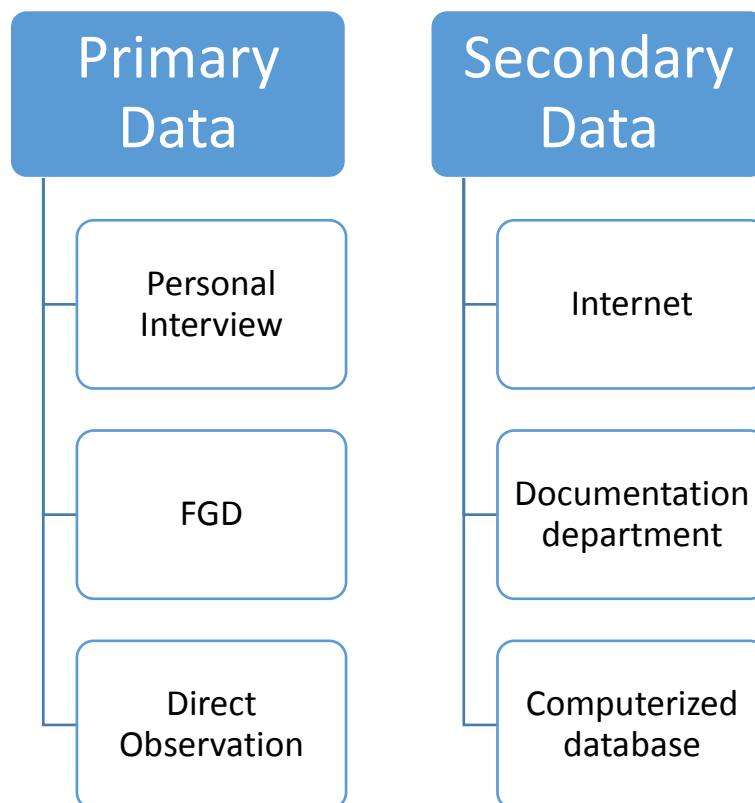 Primary
Data
Personal
Interview
FGD
Direct
Observation
Secondary
Data
Internet
Documentation
department
Computerized
database